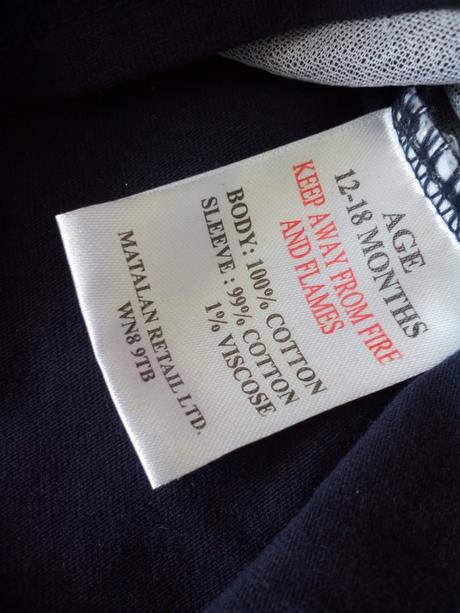 AGE
12-18 MONTHS
KEEP AWAY FROM FIRE
AND FLAMES
BODY: 100% COTTON
SLEEVE : 99% COTTON
1% VISCOSE
MATALAN RETAIL LTD.
WN8 9TB